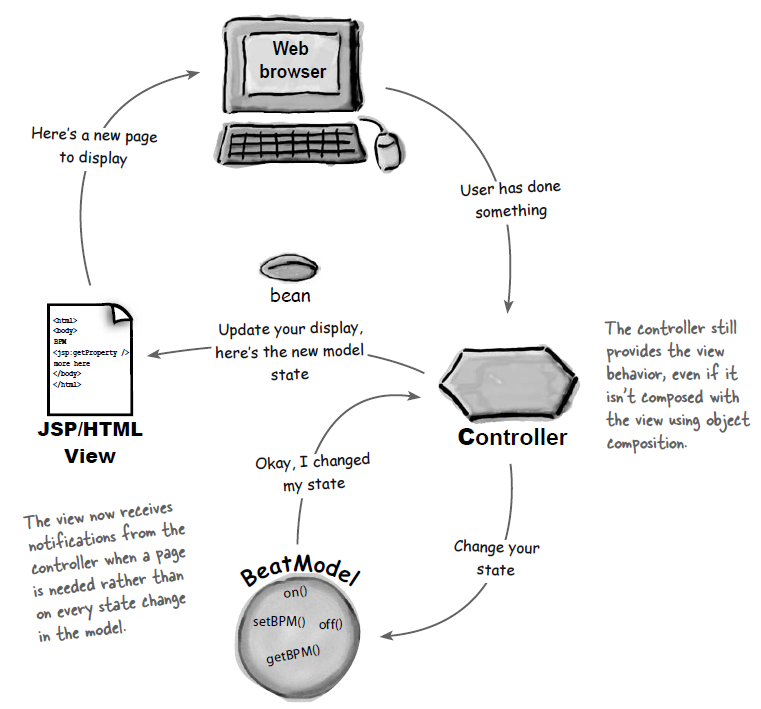 Web
browser
Here's a new page
to display
User has done
something
bean
Update your display,
here's the new model
state
<html>
<body>
BPM
<jsp:getProperty />
more here
</body>
</html>
JSP/HTML
View
Controller
The controller still
provides the view
behavior, even if it
isn't composed with
the view using object
composition.
Okay, I changed
my state
Change your
state
The view now receives
notifications from the
controller when a page
is needed rather than
on every state change
in the model.
BeatModel
on()
setBPM() off()
getBPM()